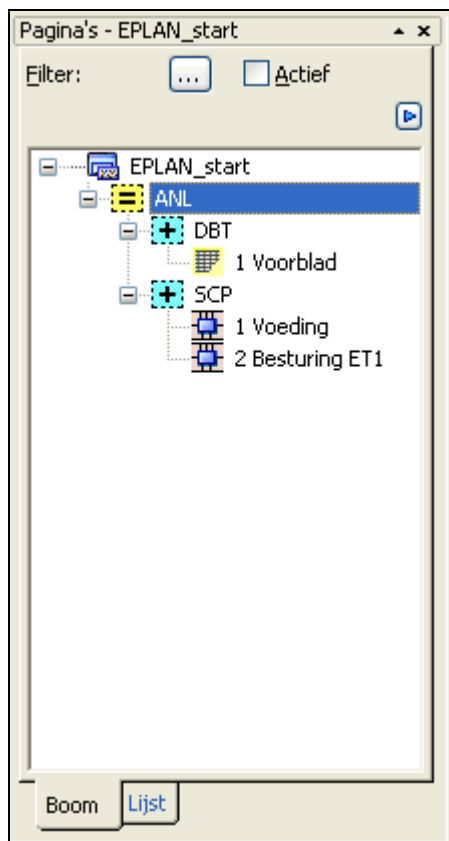 Pagina's - EPLAN_start
Filter: ... Actief
EPLAN_start
ANL
DBT
1 Voorblad
SCP
1 Voeding
2 Besturing ET1
Boom Lijst